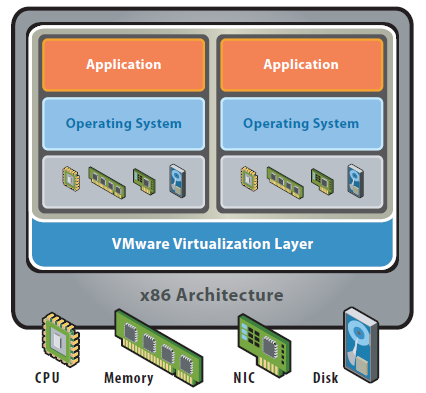 Application
Application
Operating System
Operating System
VMware Virtualization Layer
x86 Architecture
CPU
Memory
NIC
Disk